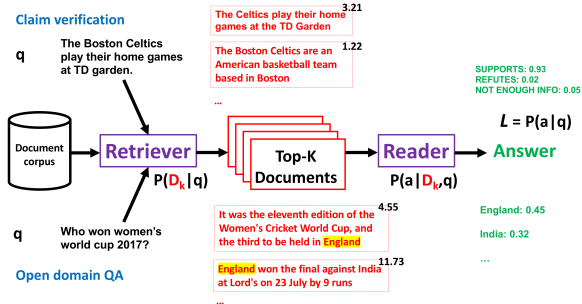 Claim verification
q
The Boston Celtics
play their home games
at TD garden.
3.21
The Celtics play their home
games at the TD Garden
1.22
The Boston Celtics are an
American basketball team
based in Boston
...
SUPPORTS: 0.93
REFUTES: 0.02
NOT ENOUGH INFO: 0.05
L = P(a|q)
Document
corpus
Retriever
P(Dk|q)
Top-K
Documents
Reader
P(a|Dk,q)
Answer
q
Who won women's
world cup 2017?
Open domain QA
4.55
It was the eleventh edition of the
Women's Cricket World Cup, and
the third to be held in England
11.73
England won the final against India
at Lord's on 23 July by 9 runs
...
England: 0.45
India: 0.32
...